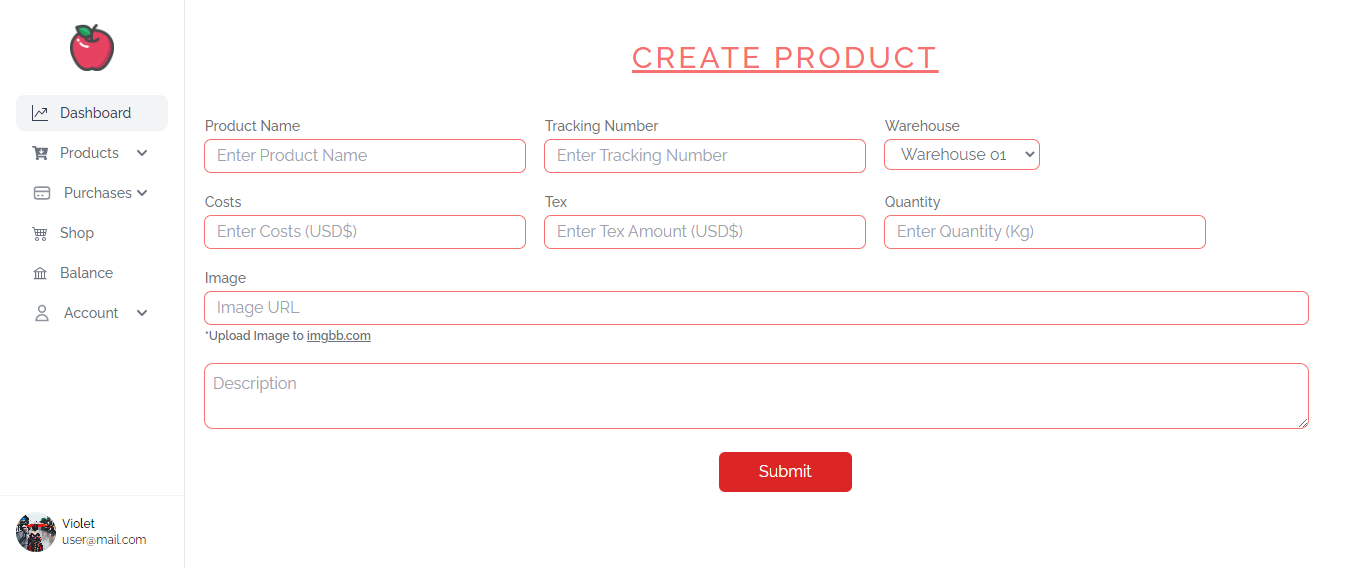 CREATE PRODUCT
Dashboard
Products
Purchases
Shop
Balance
Account
Violet
user@mail.com
Product Name Tracking Number Warehouse
Enter Product Name Enter Tracking Number Warehouse 01
Costs Tex Quantity
Enter Costs (USD$) Enter Tex Amount (USD$) Enter Quantity (Kg)
Image
Image URL
*Upload Image to imgbb.com
Description
Submit